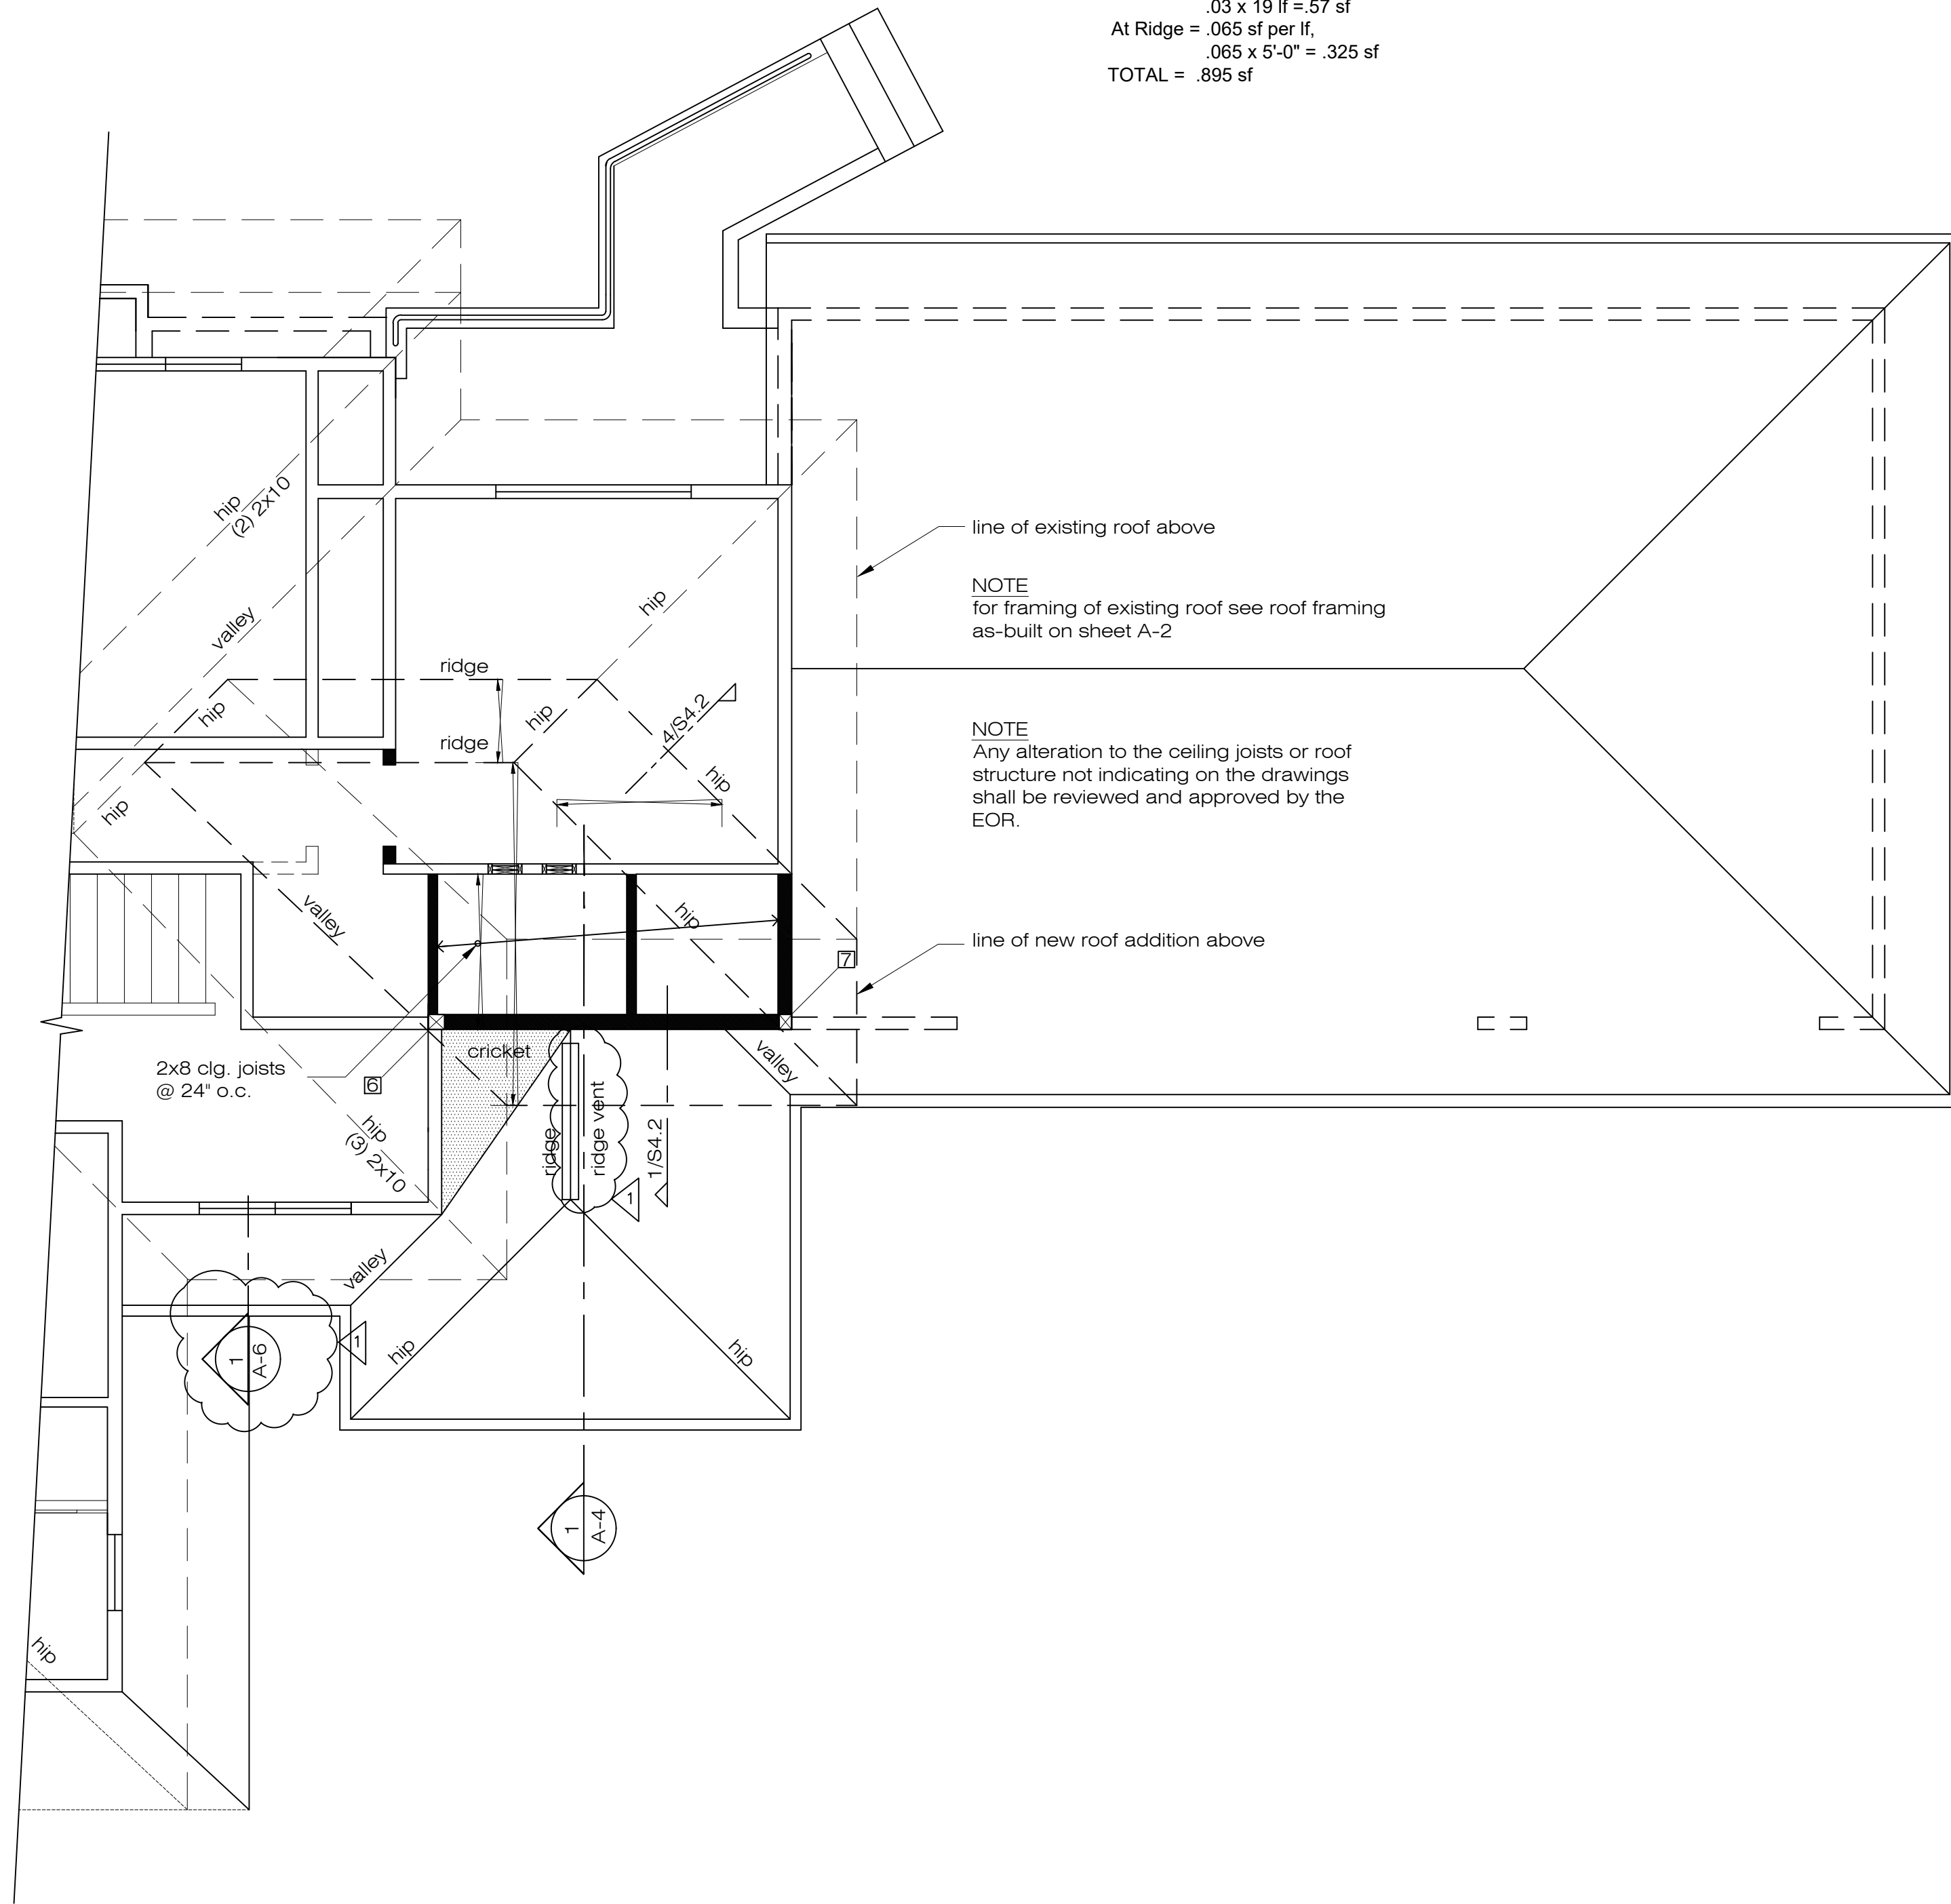 .03 x 19 lf =.57 sf
At Ridge = .065 sf per lf,
.065 x 5'-0" = .325 sf
TOTAL = .895 sf
hip
(2) 2x10
valley
hip
line of existing roof above
NOTE
for framing of existing roof see roof framing
as-built on sheet A-2
ridge
hip
hip
4/S4.2
ridge
NOTE
Any alteration to the ceiling joists or roof
structure not indicating on the drawings
shall be reviewed and approved by the
EOR.
hip
hip
valley
hip
line of new roof addition above
7
cricket
valley
2x8 clg. joists
@ 24" o.c.
6
hip
(3) 2x10
ridge
ridge vent
1/S4.2
1
valley
1
A-6
1
hip
hip
1
A-4
hip